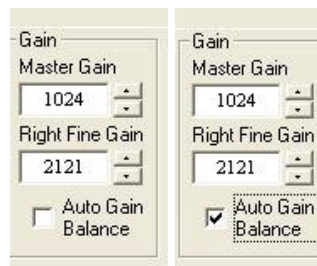 Gain
Master Gain
1024
Right Fine Gain
2121
Auto Gain
Balance
Gain
Master Gain
1024
Right Fine Gain
2121
Auto Gain
Balance